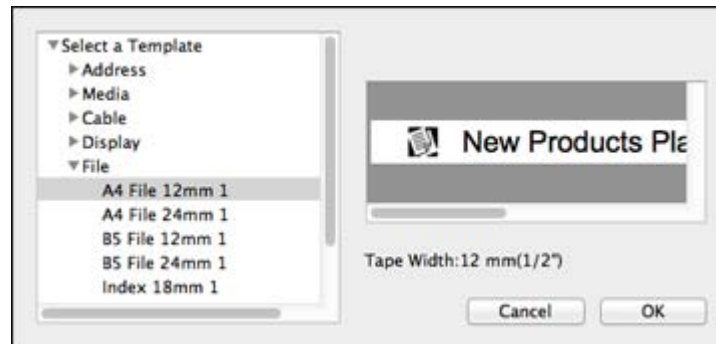 Select a Template
Address
Media
Cable
Display
File
A4 File 12mm 1
A4 File 24mm 1
B5 File 12mm 1
B5 File 24mm 1
Index 18mm 1
New Products Pla
Tape Width:12 mm(1/2")
Cancel
OK